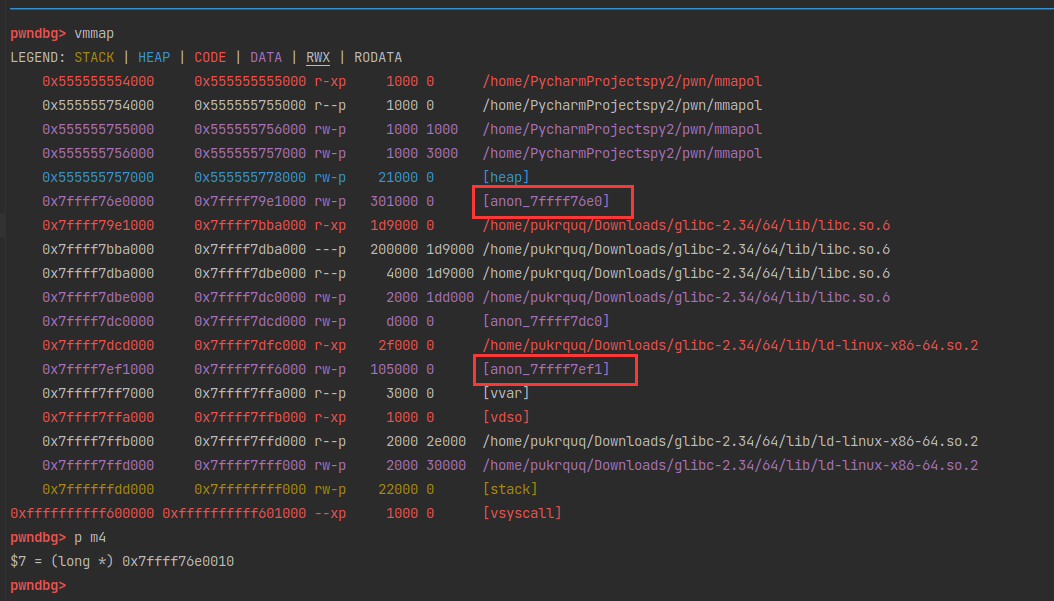 pwndbg> vmmap
LEGEND: STACK | HEAP | CODE | DATA | RWX | RODATA
0x555555554000 0x555555555000 r-xp 1000 0 /home/PycharmProjectspy2/pwn/mmapol
0x555555754000 0x555555755000 r--p 1000 0 /home/PycharmProjectspy2/pwn/mmapol
0x555555755000 0x555555756000 rw-p 1000 1000 /home/PycharmProjectspy2/pwn/mmapol
0x555555756000 0x555555757000 rw-p 1000 3000 /home/PycharmProjectspy2/pwn/mmapol
0x555555757000 0x555555778000 rw-p 21000 0 [heap]
0x7ffff76e0000 0x7ffff79e1000 rw-p 301000 0 [anon_7ffff76e0]
0x7ffff79e1000 0x7ffff7bba000 r-xp 1d9000 0 /home/pukrquq/Downloads/glibc-2.34/64/lib/libc.so.6
0x7ffff7bba000 0x7ffff7dba000 ---p 200000 1d9000 /home/pukrquq/Downloads/glibc-2.34/64/lib/libc.so.6
0x7ffff7dba000 0x7ffff7dbe000 r--p 4000 1d9000 /home/pukrquq/Downloads/glibc-2.34/64/lib/libc.so.6
0x7ffff7dbe000 0x7ffff7dc0000 rw-p 2000 1dd000 /home/pukrquq/Downloads/glibc-2.34/64/lib/libc.so.6
0x7ffff7dc0000 0x7ffff7dcd000 rw-p d000 0 [anon_7ffff7dc0]
0x7ffff7dcd000 0x7ffff7dfc000 r-xp 2f000 0 /home/pukrquq/Downloads/glibc-2.34/64/lib/ld-linux-x86-64.so.2
0x7ffff7ef1000 0x7ffff7ff6000 rw-p 105000 0 [anon_7ffff7ef1]
0x7ffff7ff7000 0x7ffff7ffa000 r--p 3000 0 [vvar]
0x7ffff7ffa000 0x7ffff7ffb000 r-xp 1000 0 [vdso]
0x7ffff7ffb000 0x7ffff7ffd000 r--p 2000 2e000 /home/pukrquq/Downloads/glibc-2.34/64/lib/ld-linux-x86-64.so.2
0x7ffff7ffd000 0x7ffff7fff000 rw-p 2000 30000 /home/pukrquq/Downloads/glibc-2.34/64/lib/ld-linux-x86-64.so.2
0x7ffffffdd000 0x7ffffffff000 rw-p 22000 0 [stack]
0xffffffffff600000 0xffffffffff601000 --xp 1000 0 [vsyscall]
pwndbg> p m4
$7 = (long *) 0x7ffff76e0010
pwndbg>